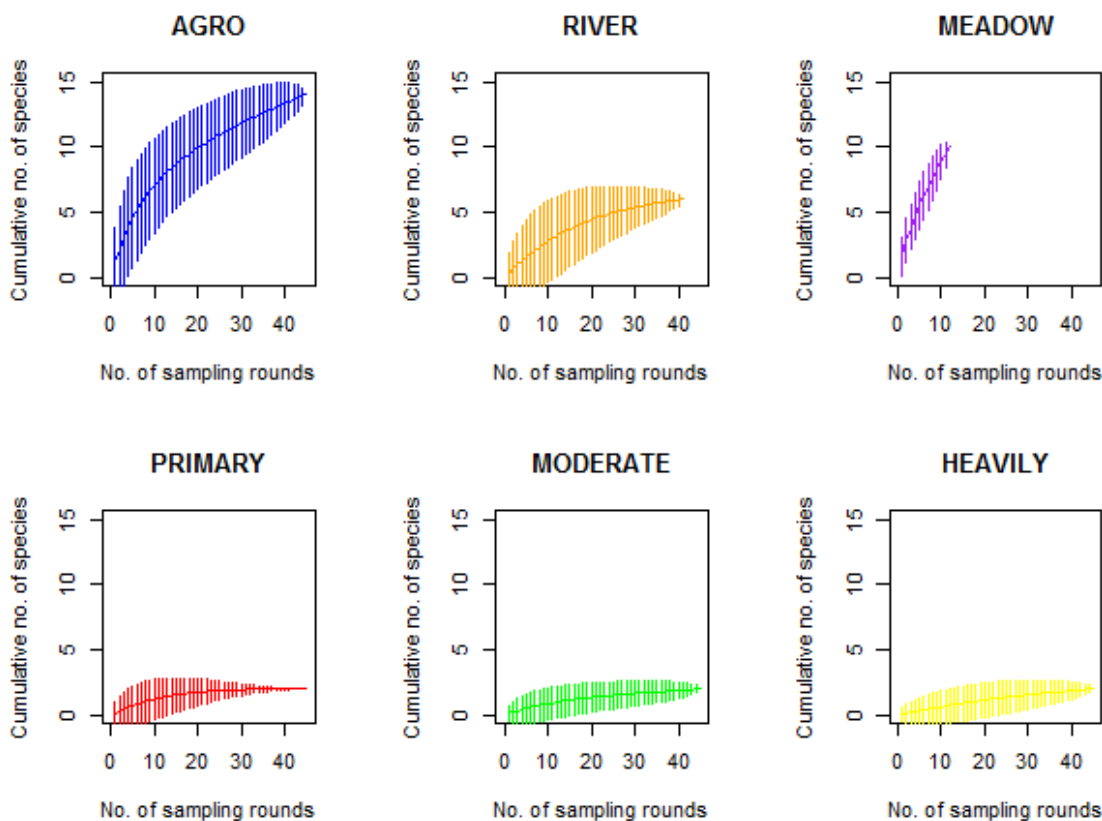 AGRO
RIVER
MEADOW
Cumulative no. of species
15
10
5
0
0 10 20 30 40
No. of sampling rounds
Cumulative no. of species
15
10
5
0
0 10 20 30 40
No. of sampling rounds
Cumulative no. of species
15
10
5
0
0 10 20 30 40
No. of sampling rounds
PRIMARY
MODERATE
HEAVILY
Cumulative no. of species
15
10
5
0
0 10 20 30 40
No. of sampling rounds
Cumulative no. of species
15
10
5
0
0 10 20 30 40
No. of sampling rounds
Cumulative no. of species
15
10
5
0
0 10 20 30 40
No. of sampling rounds